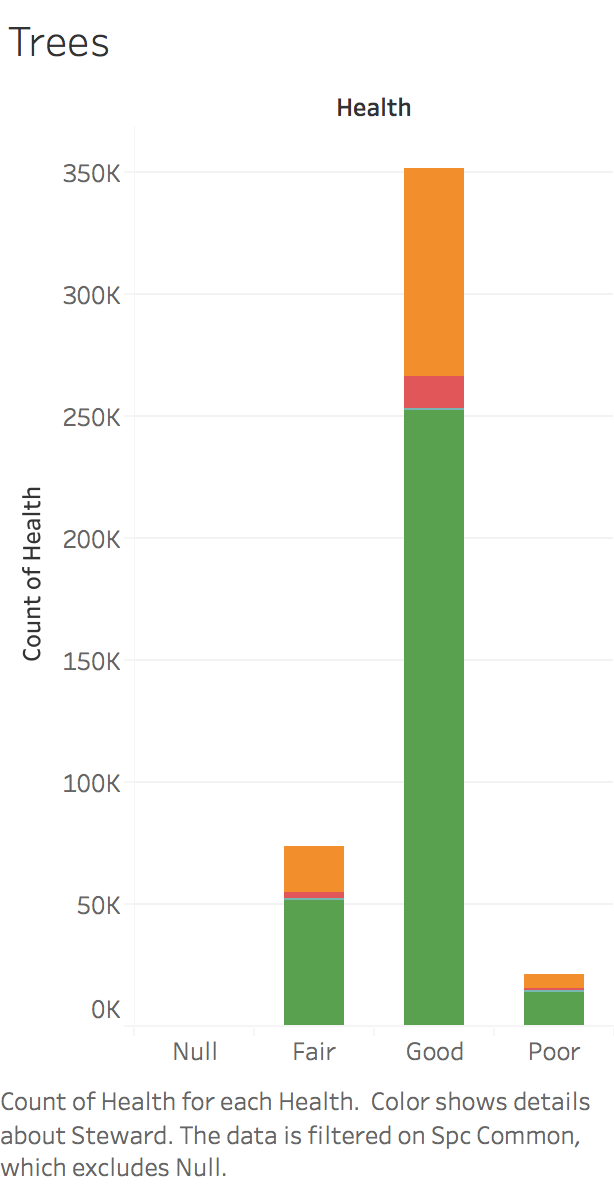 Trees
Health
350K
300K
250K
200K
150K
100K
50K
0K
Count of Health
Null Fair Good Poor
Count of Health for each Health. Color shows details
about Steward. The data is filtered on Spc Common,
which excludes Null.